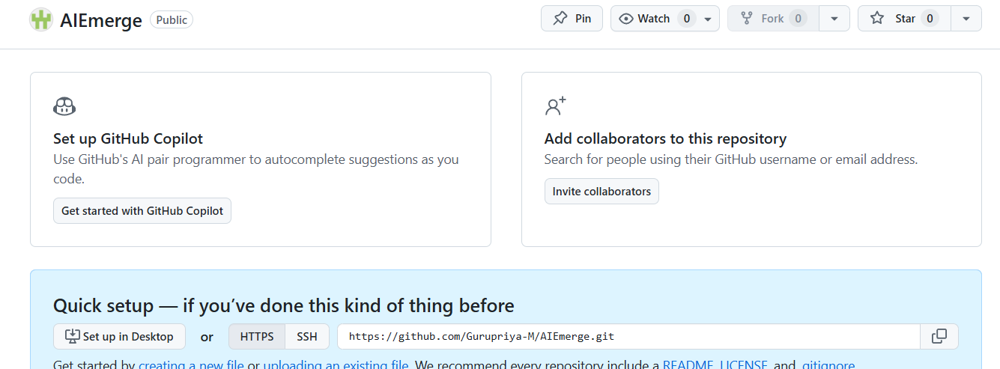 AIEmerge Public
Pin Watch 0 Fork 0 Star 0
Set up GitHub Copilot
Use GitHub's AI pair programmer to autocomplete suggestions as you
code.
Get started with GitHub Copilot
Add collaborators to this repository
Search for people using their GitHub username or email address.
Invite collaborators
Quick setup — if you’ve done this kind of thing before
Set up in Desktop or HTTPS SSH https://github.com/Gurupriya-M/AIEmerge.git
Get started by creating a new file or uploading an existing file. We recommend every repository include a README, LICENSE, and .gitignore.